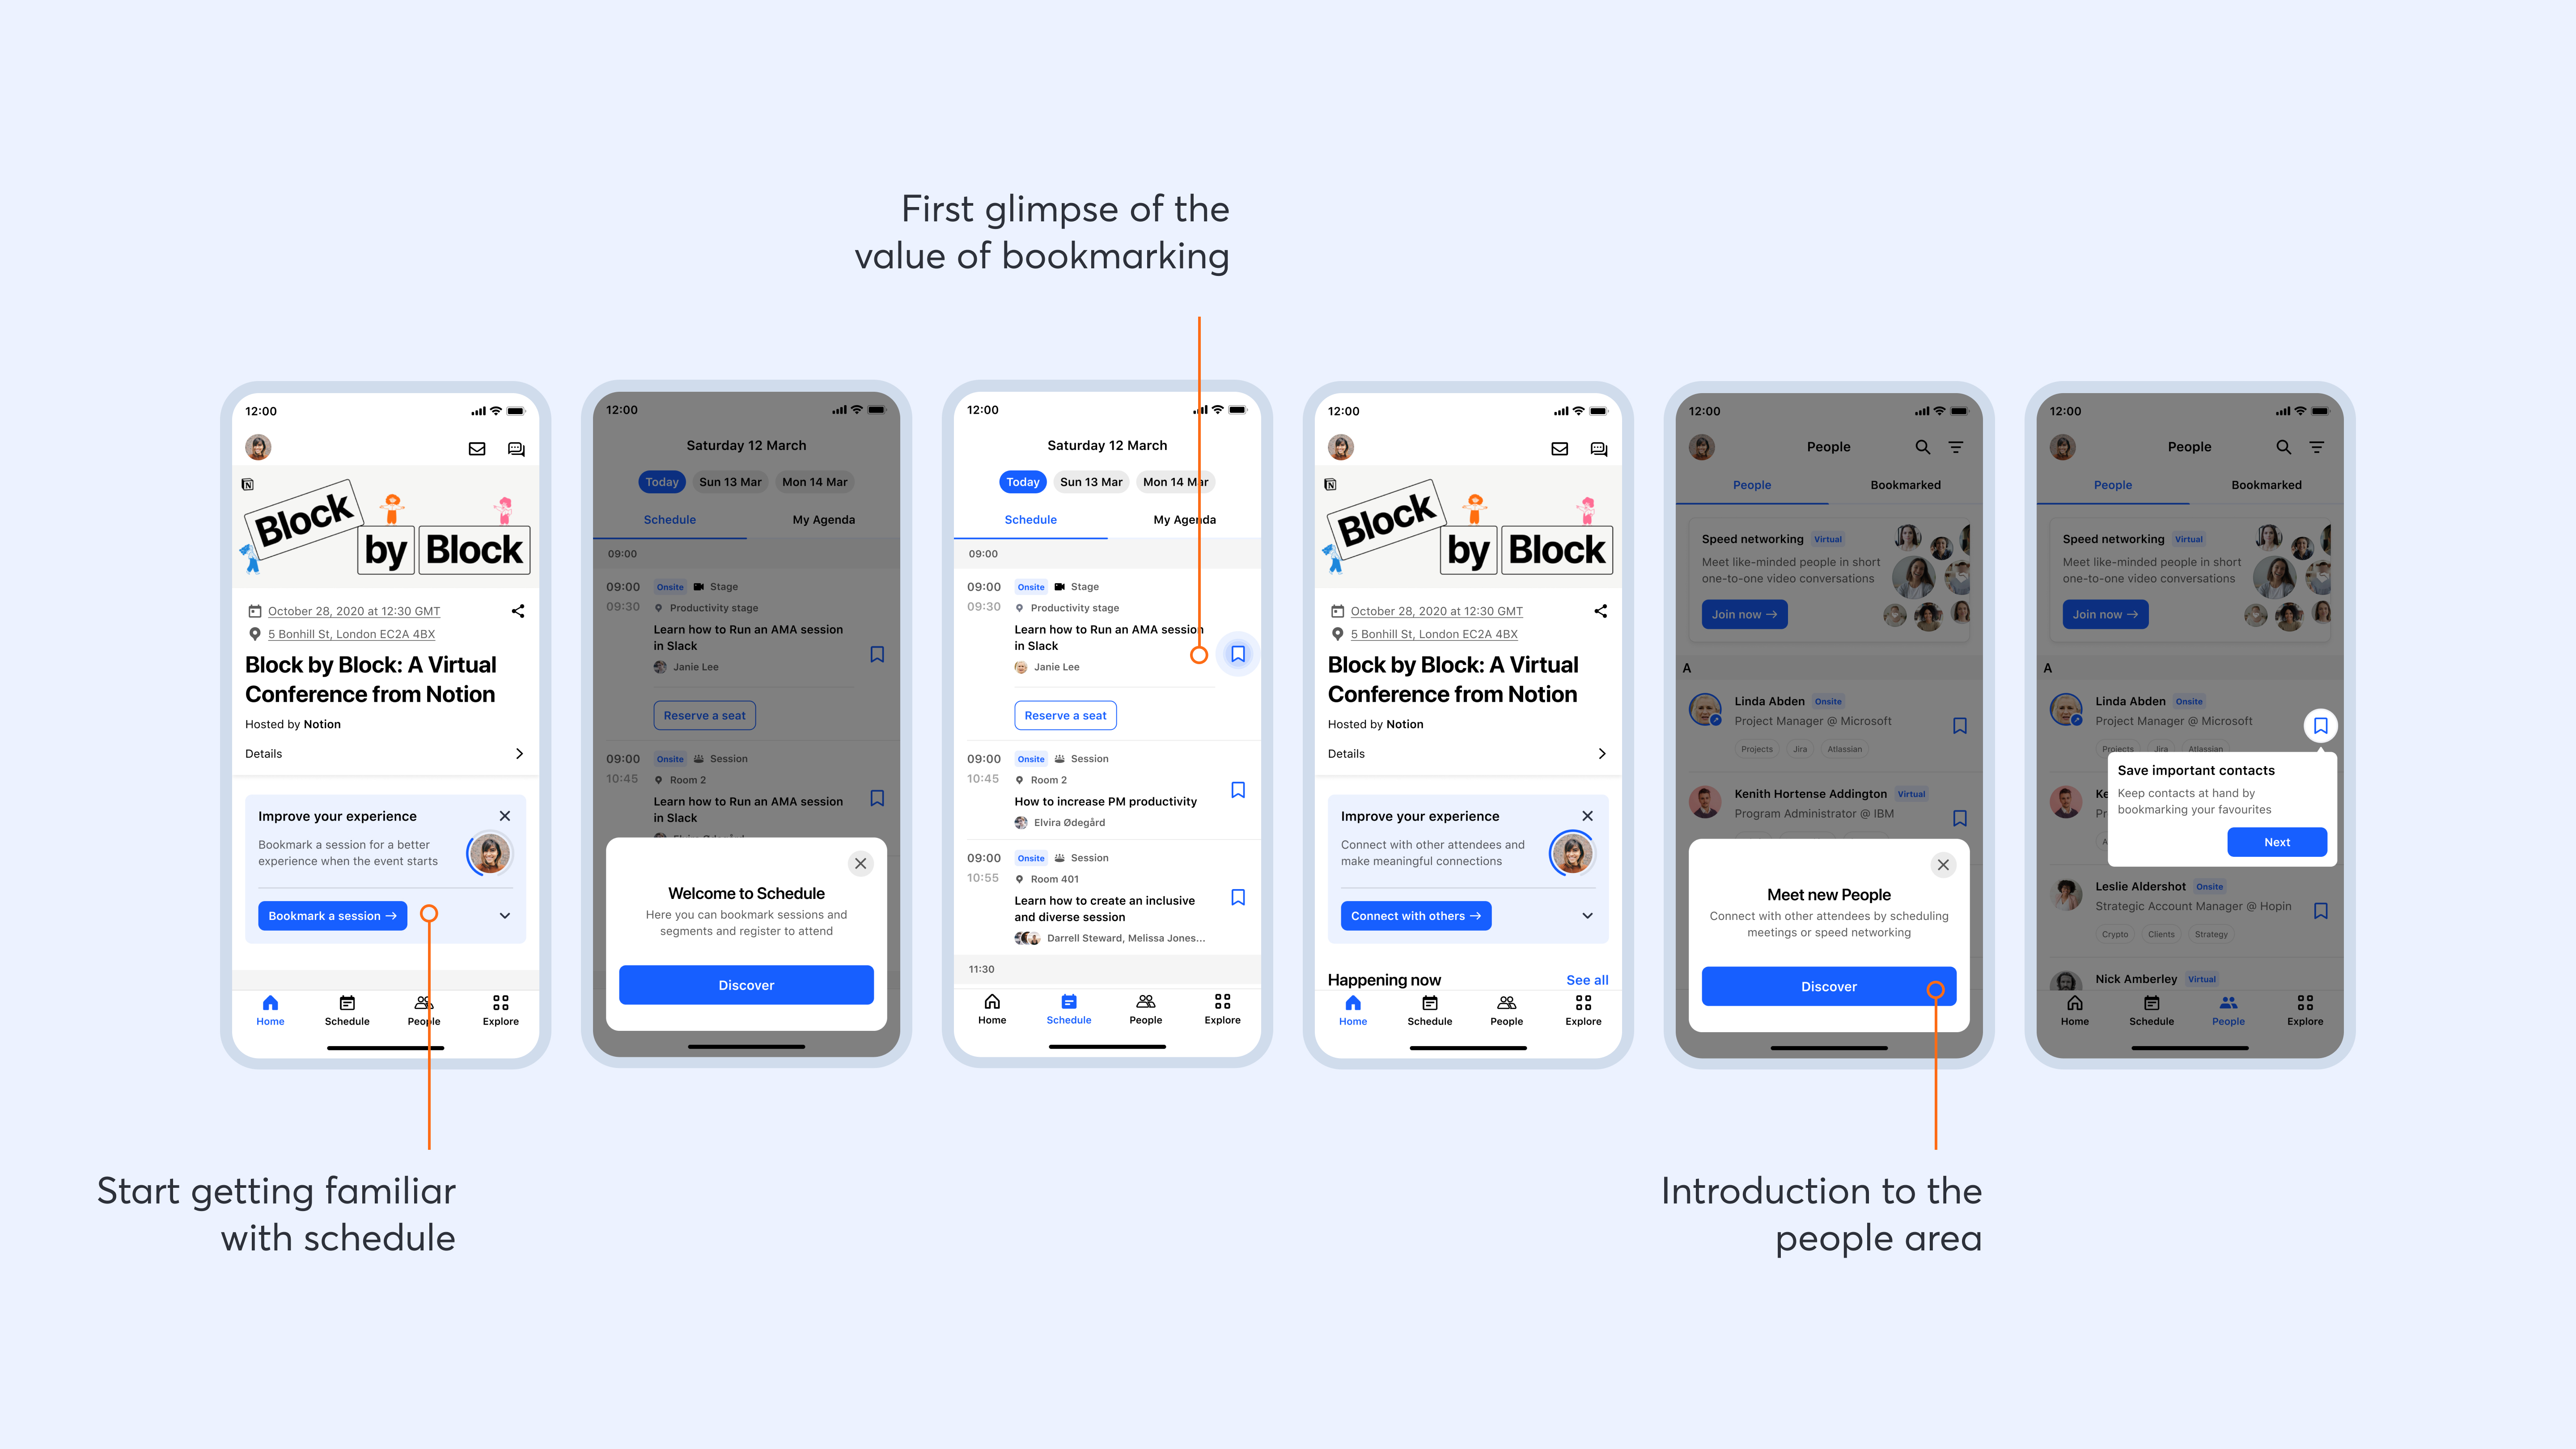 First glimpse of the
value of bookmarking
12:00
Block
by
Block
October 28, 2020 at 12:30 GMT
5 Bonhill St, London EC2A 4BX
Block by Block: A Virtual
Conference from Notion
Hosted by Notion
Details
Improve your experience
Bookmark a session for a better
experience when the event starts
Bookmark a session →
Home Schedule People Explore
Start getting familiar
with schedule
12:00
Saturday 12 March
Today Sun 13 Mar Mon 14 Mar
Schedule My Agenda
09:00
09:00 Onsite Stage
09:30 Productivity stage
Learn how to Run an AMA session
in Slack
Janie Lee
Reserve a seat
09:00 Onsite Session
10:45 Room 2
Learn how to Run an AMA session
in Slack
Welcome to Schedule
Here you can bookmark sessions and
segments and register to attend
Discover
12:00
Saturday 12 March
Today Sun 13 Mar Mon 14 Mar
Schedule My Agenda
09:00
09:00 Onsite Stage
09:30 Productivity stage
Learn how to Run an AMA session
in Slack
Janie Lee
Reserve a seat
09:00 Onsite Session
10:45 Room 2
How to increase PM productivity
Elvira Ødegård
09:00 Onsite Session
10:55 Room 401
Learn how to create an inclusive
and diverse session
Darrell Steward, Melissa Jones...
11:30
Home Schedule People Explore
12:00
Block
by
Block
October 28, 2020 at 12:30 GMT
5 Bonhill St, London EC2A 4BX
Block by Block: A Virtual
Conference from Notion
Hosted by Notion
Details
Improve your experience
Connect with other attendees and
make meaningful connections
Connect with others →
Happening now See all
Home Schedule People Explore
12:00
People
People Bookmarked
Speed networking Virtual
Meet like-minded people in short
one-to-one video conversations
Join now →
A
Linda Abden Onsite
Project Manager @ Microsoft
Projects Jira Atlassian
Kenith Hortense Addington Virtual
Program Administrator @ IBM
Meet new People
Connect with other attendees by scheduling
meetings or speed networking
Discover
Introduction to the
people area
12:00
People
People Bookmarked
Speed networking Virtual
Meet like-minded people in short
one-to-one video conversations
Join now →
A
Linda Abden Onsite
Project Manager @ Microsoft
Projects Jira Atlassian
Save important contacts
Keep contacts at hand by
bookmarking your favourites
Next
Leslie Aldershot Onsite
Strategic Account Manager @ Hopin
Crypto Clients Strategy
Nick Amberley Virtual
Home Schedule People Explore